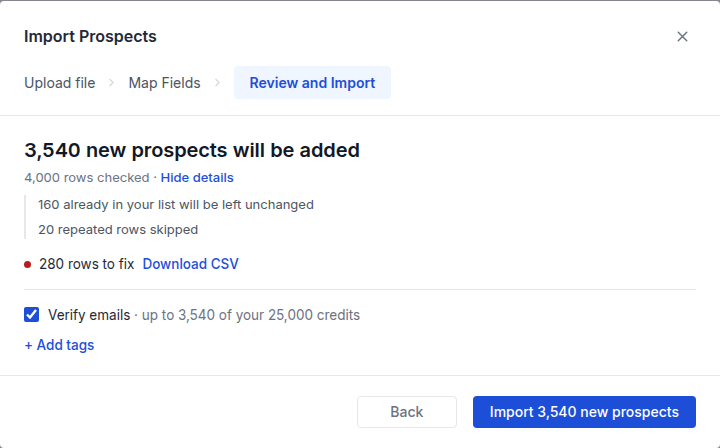 Import Prospects
Upload file
Map Fields
Review and Import
3,540 new prospects will be added
4,000 rows checked · Hide details
160 already in your list will be left unchanged
20 repeated rows skipped
280 rows to fix Download CSV
Verify emails · up to 3,540 of your 25,000 credits
+ Add tags
Back
Import 3,540 new prospects